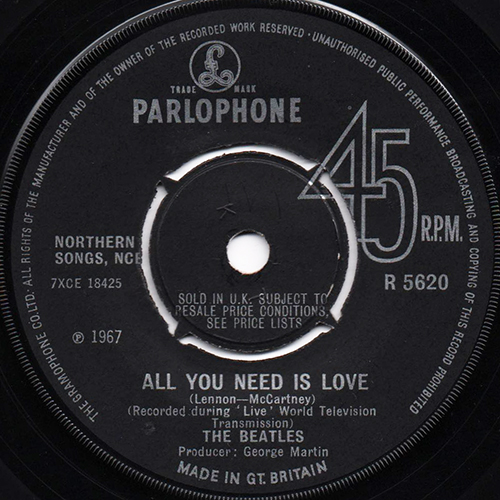 THE GRAMOPHONE CO. LTD. ALL RIGHTS OF THE MANUFACTURER AND OF THE OWNER OF THE RECORDED WORK RESERVED · UNAUTHORISED PUBLIC PERFORMANCE BROADCASTING AND COPYING OF THIS RECORD PROHIBITED
£
TRADE MARK
PARLOPHONE
45
R.P.M.
NORTHERN
SONGS, NCB
7XCE 18425
R 5620
SOLD IN U.K. SUBJECT TO
RESALE PRICE CONDITIONS,
SEE PRICE LISTS
℗ 1967
ALL YOU NEED IS LOVE
(Lennon—McCartney)
(Recorded during 'Live' World Television
Transmission)
THE BEATLES
Producer : George Martin
MADE IN GT. BRITAIN